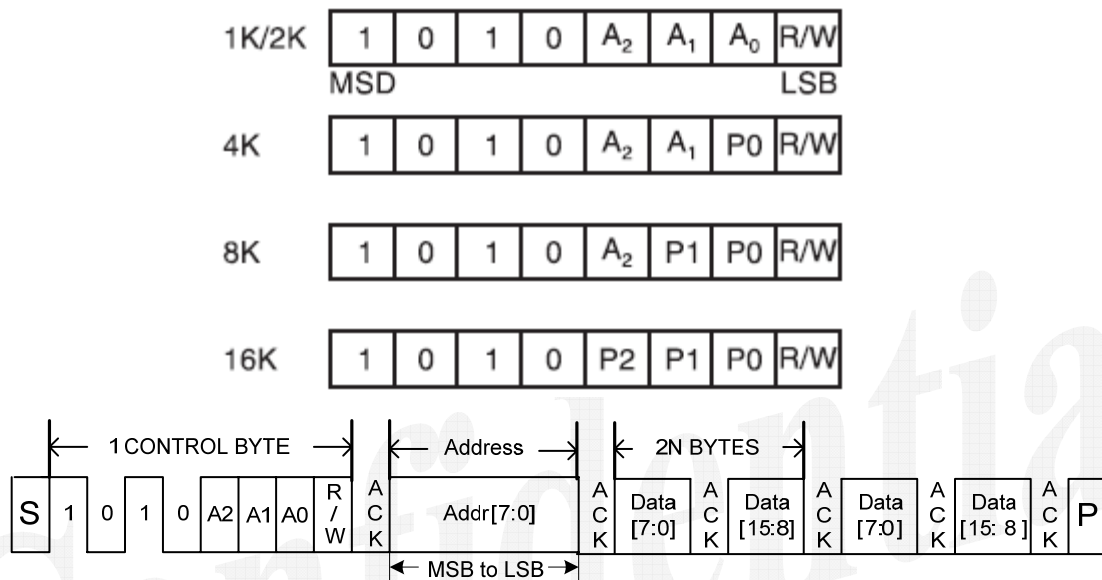 1K/2K 1 0 1 0 A₂ A₁ A₀ R/W
MSD LSB
4K 1 0 1 0 A₂ A₁ P0 R/W
8K 1 0 1 0 A₂ P1 P0 R/W
16K 1 0 1 0 P2 P1 P0 R/W
1 CONTROL BYTE Address 2N BYTES
S 1 0 1 0 A2 A1 A0 R/W ACK Addr[7:0] ACK Data [7:0] ACK Data [15:8] ACK Data [7:0] ACK Data [15: 8 ] ACK P
MSB to LSB
Confidential